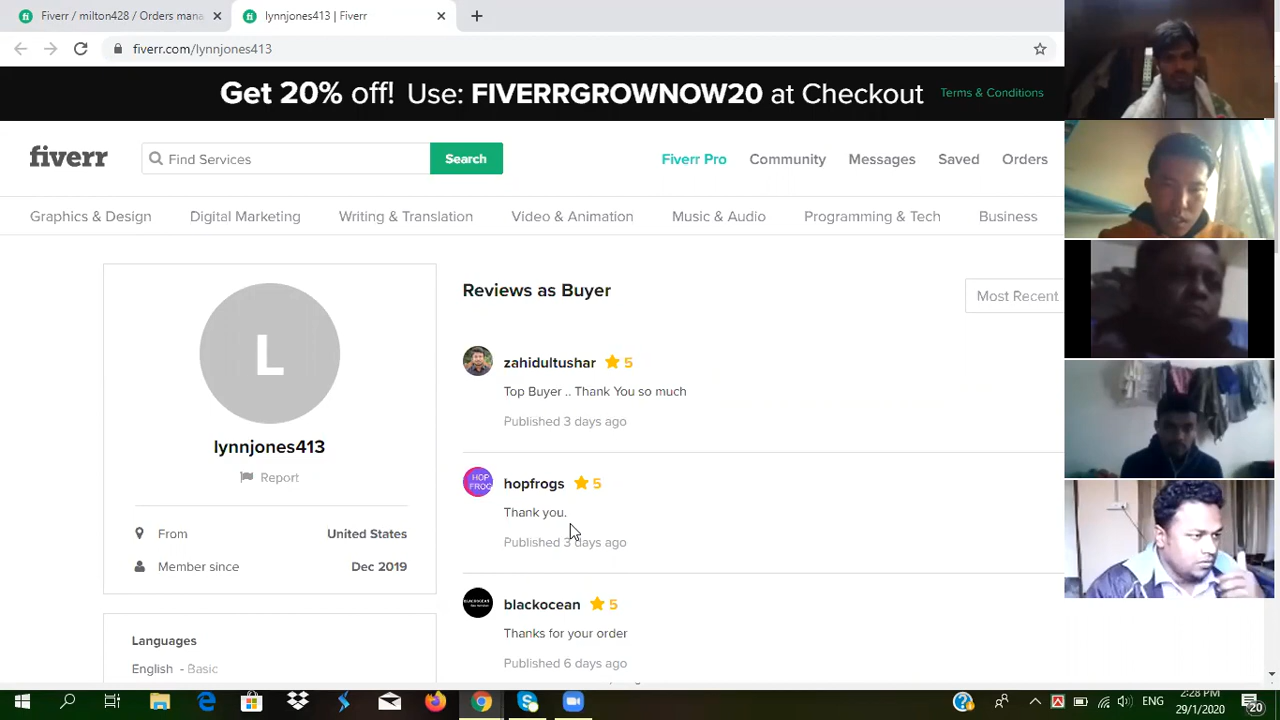 Fiverr / milton428 / Orders mana
lynnjones413 | Fiverr
fiverr.com/lynnjones413
Get 20% off! Use: FIVERRGROWNOW20 at Checkout Terms & Conditions
fiverr
Find Services
Search
Fiverr Pro Community Messages Saved Orders
Graphics & Design Digital Marketing Writing & Translation Video & Animation Music & Audio Programming & Tech Business
L
lynnjones413
Report
From United States
Member since Dec 2019
Languages
English - Basic
Reviews as Buyer
Most Recent
zahidultushar 5
Top Buyer .. Thank You so much
Published 3 days ago
HOP
FROG
hopfrogs 5
Thank you.
Published 3 days ago
blackocean 5
Thanks for your order
Published 6 days ago
ENG
2:28 PM
29/1/2020
20